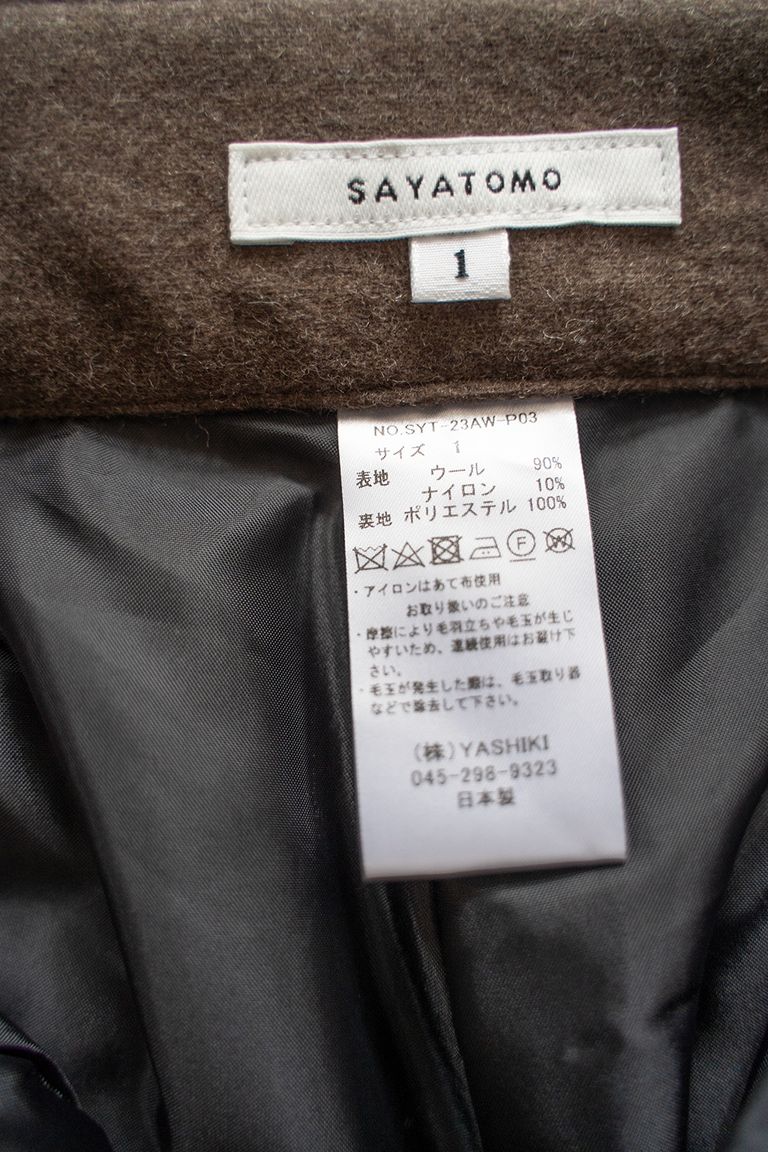 SAYATOMO
1
NO.SYT-23AW-P03
サイズ 1
表地 ウール 90%
ナイロン 10%
裏地 ポリエステル 100%
F W
・アイロンはあて布使用
お取り扱いのご注意
・摩擦により毛羽立ちや毛玉が生じ
やすいため、連続使用はお避け下
さい。
・毛玉が発生した際は、毛玉取り器
などで除去して下さい。
(株)YASHIKI
045-298-9323
日本製